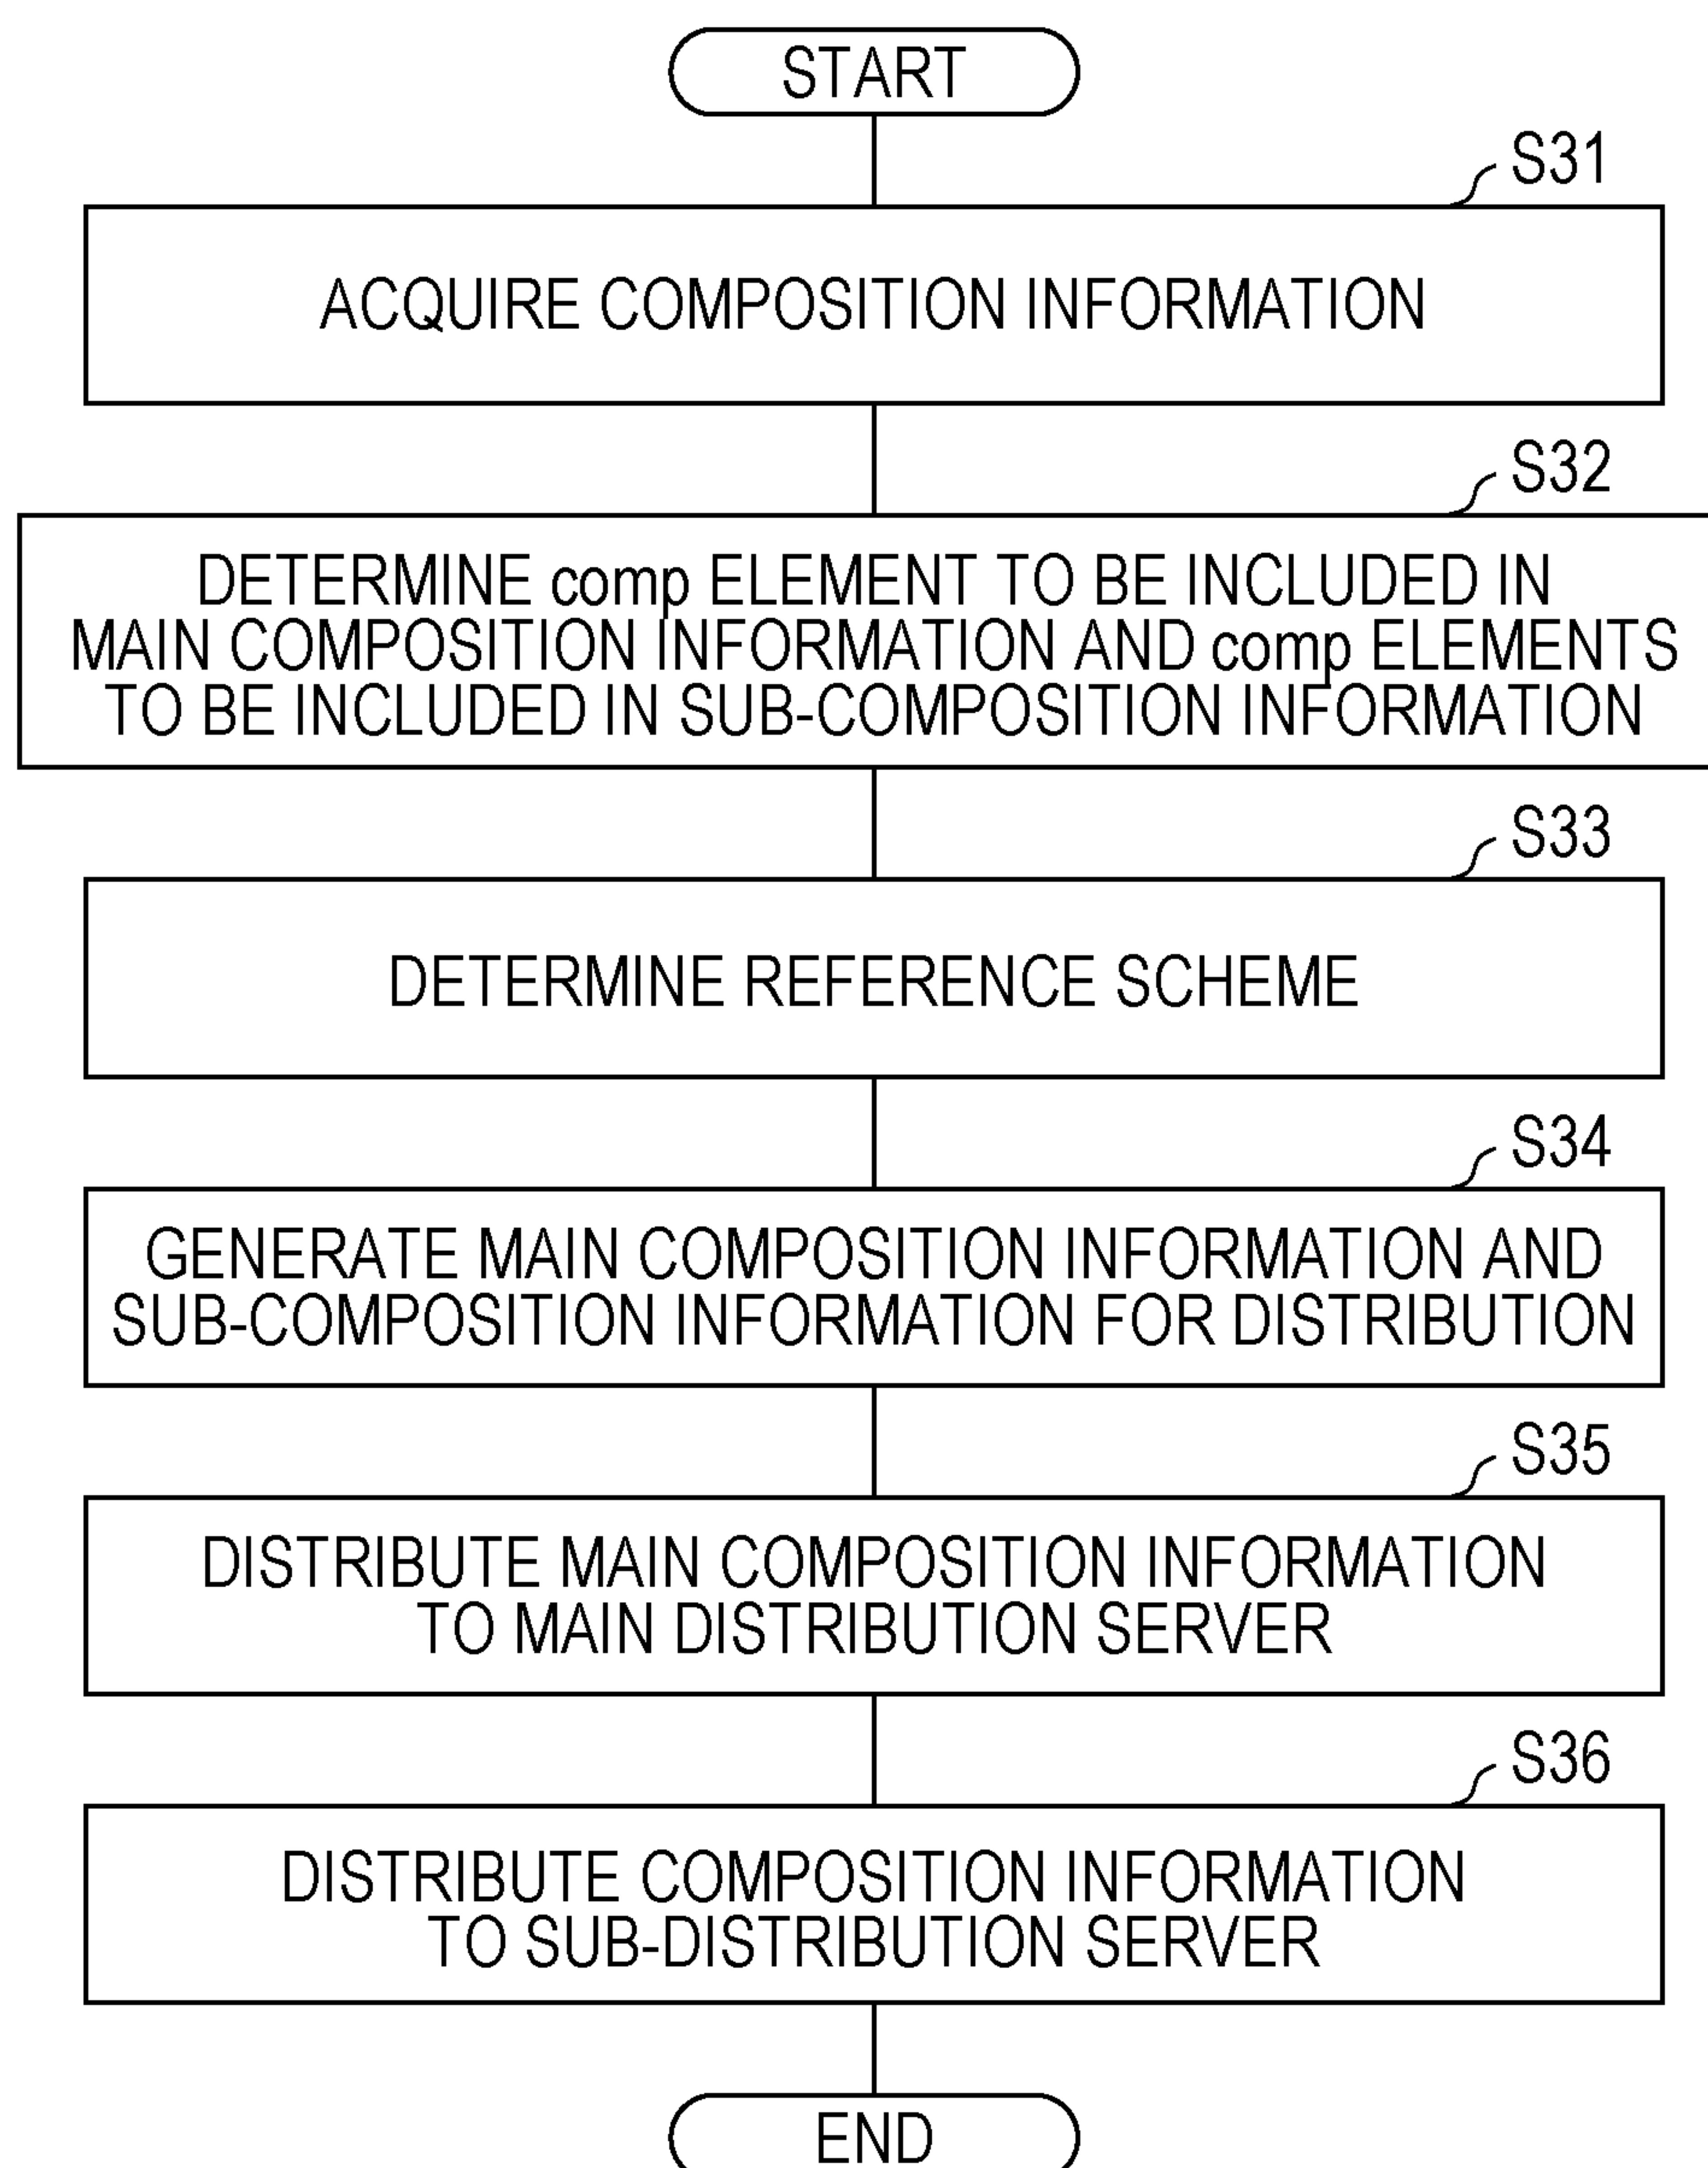 START
S31
ACQUIRE COMPOSITION INFORMATION
S32
DETERMINE comp ELEMENT TO BE INCLUDED IN
MAIN COMPOSITION INFORMATION AND comp ELEMENTS
TO BE INCLUDED IN SUB-COMPOSITION INFORMATION
S33
DETERMINE REFERENCE SCHEME
S34
GENERATE MAIN COMPOSITION INFORMATION AND
SUB-COMPOSITION INFORMATION FOR DISTRIBUTION
S35
DISTRIBUTE MAIN COMPOSITION INFORMATION
TO MAIN DISTRIBUTION SERVER
S36
DISTRIBUTE COMPOSITION INFORMATION
TO SUB-DISTRIBUTION SERVER
END